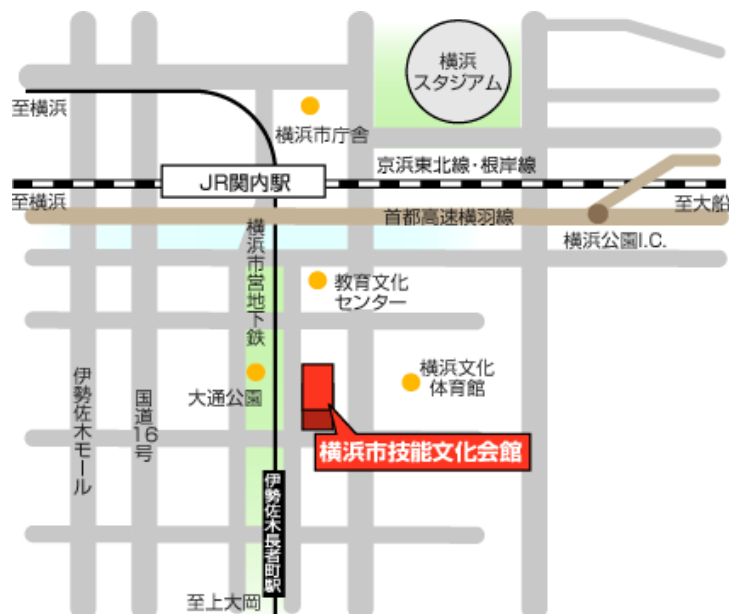 横浜
スタジアム
至横浜
横浜市庁舎
京浜東北線・根岸線
JR関内駅
至横浜
至大船
首都高速横羽線
横浜公園I.C.
横浜市営地下鉄
教育文化
センター
横浜文化
体育館
大通公園
伊勢佐木モール
国道16号
横浜市技能文化会館
伊勢佐木長者町駅
至上大岡